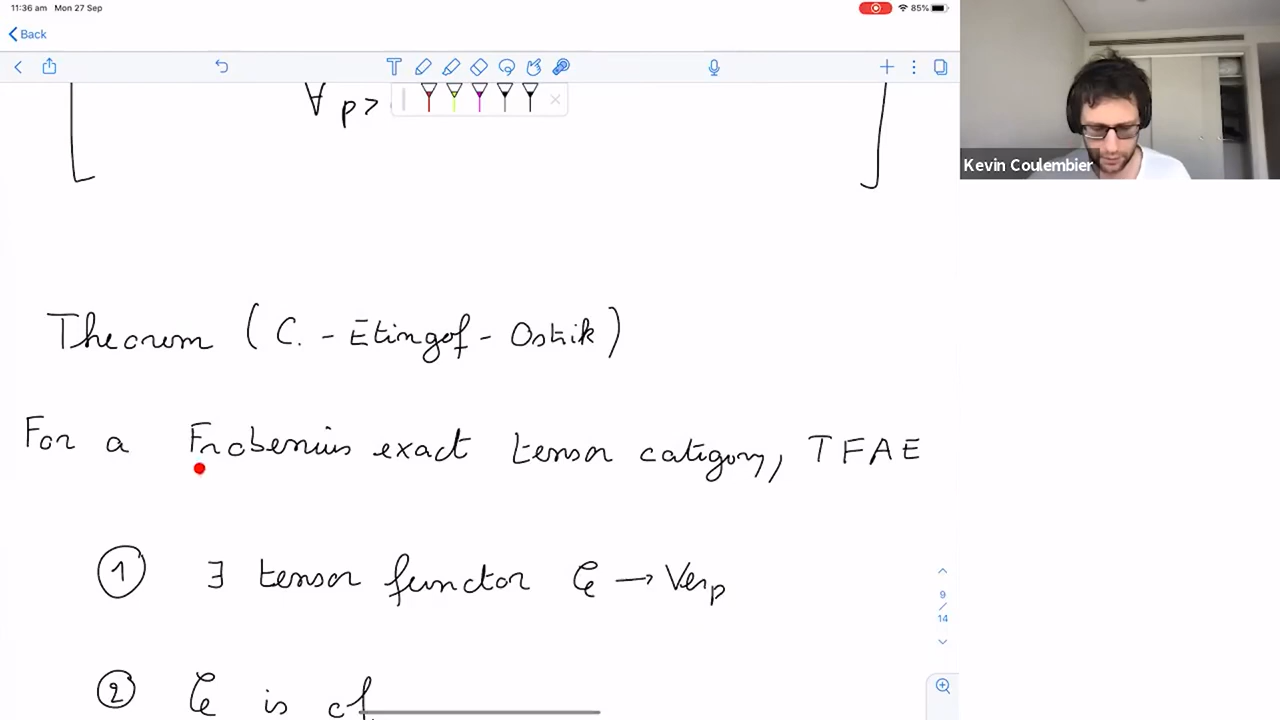 11:36 am Mon 27 Sep
85%
Back
∀ p >
Kevin Coulembier
Theorem (C. - Etingof - Ostrik)
For a Frobenius exact tensor category, TFAE
① ∃ tensor functor 𝒞 → Ver_p
9
/
14
② 𝒞 is of